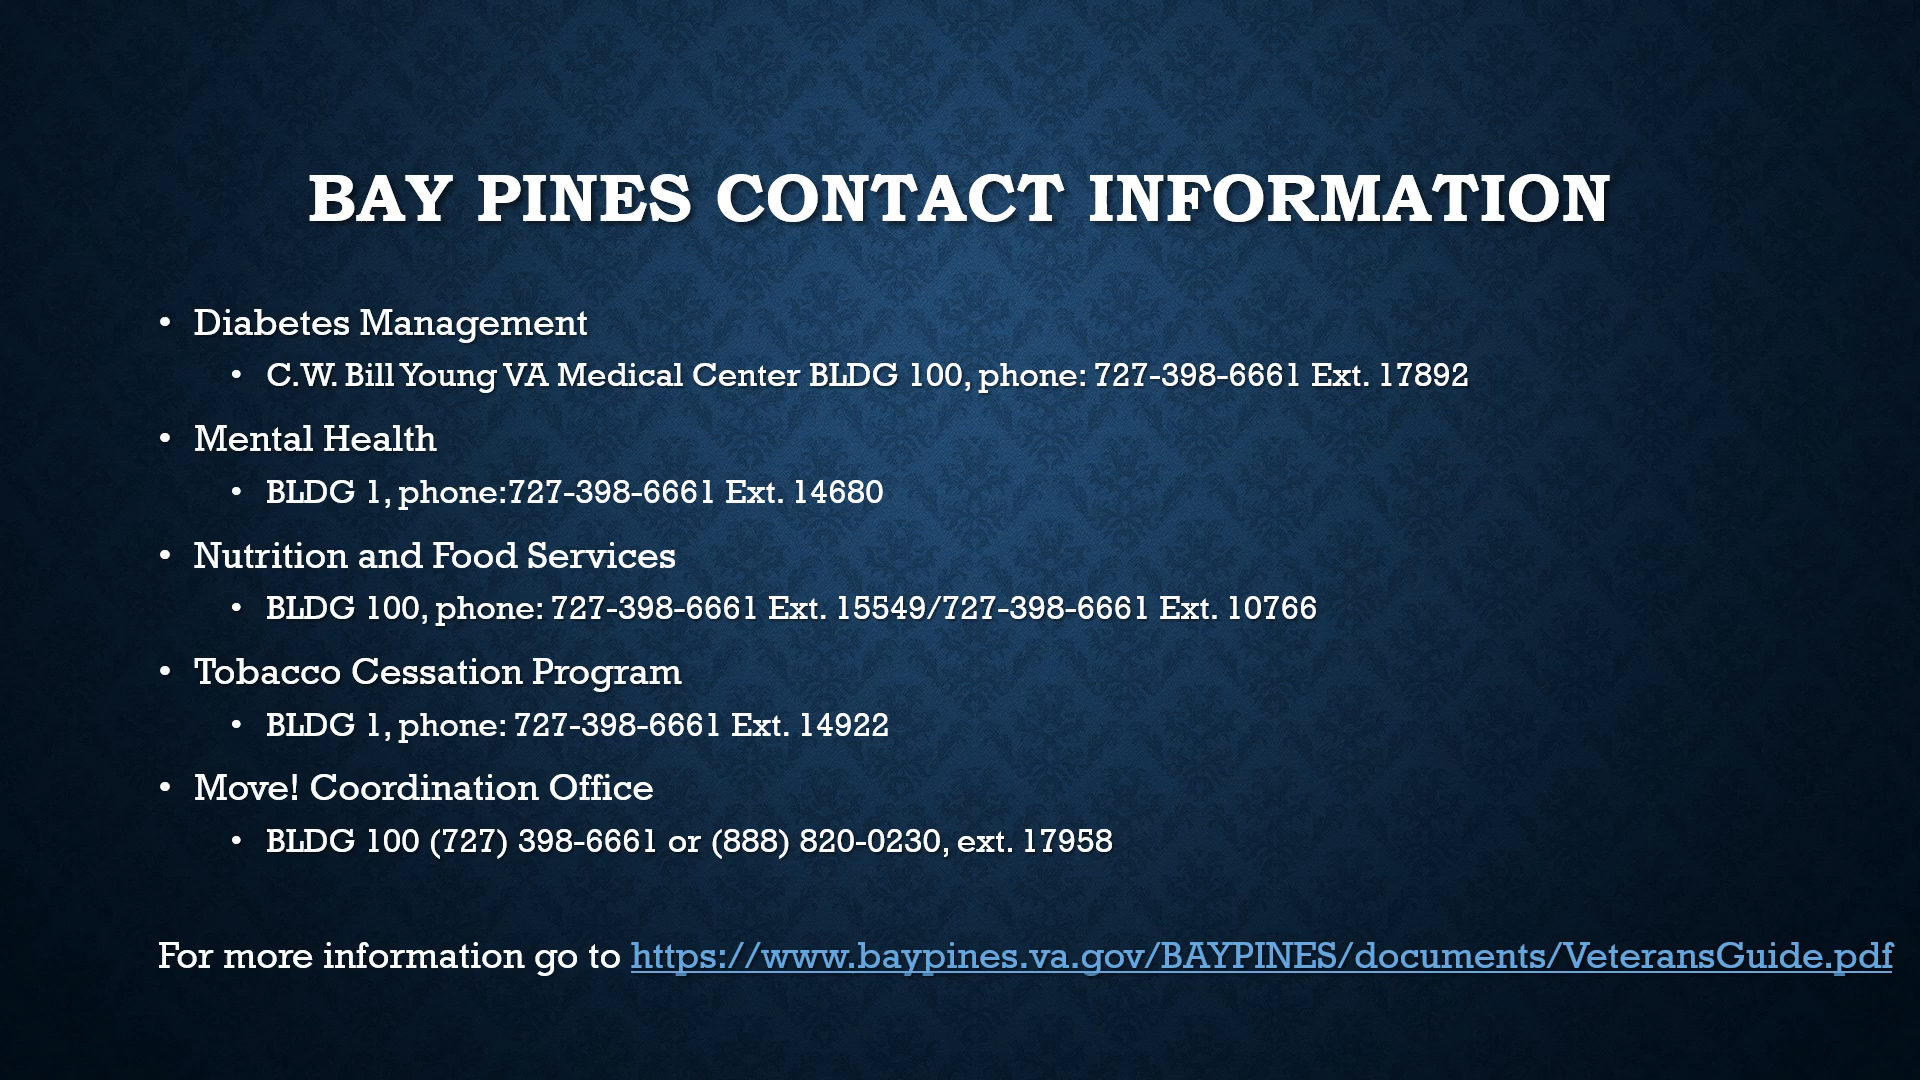 BAY PINES CONTACT INFORMATION
• Diabetes Management
• C.W. Bill Young VA Medical Center BLDG 100, phone: 727-398-6661 Ext. 17892
• Mental Health
• BLDG 1, phone:727-398-6661 Ext. 14680
• Nutrition and Food Services
• BLDG 100, phone: 727-398-6661 Ext. 15549/727-398-6661 Ext. 10766
• Tobacco Cessation Program
• BLDG 1, phone: 727-398-6661 Ext. 14922
• Move! Coordination Office
• BLDG 100 (727) 398-6661 or (888) 820-0230, ext. 17958
For more information go to https://www.baypines.va.gov/BAYPINES/documents/VeteransGuide.pdf